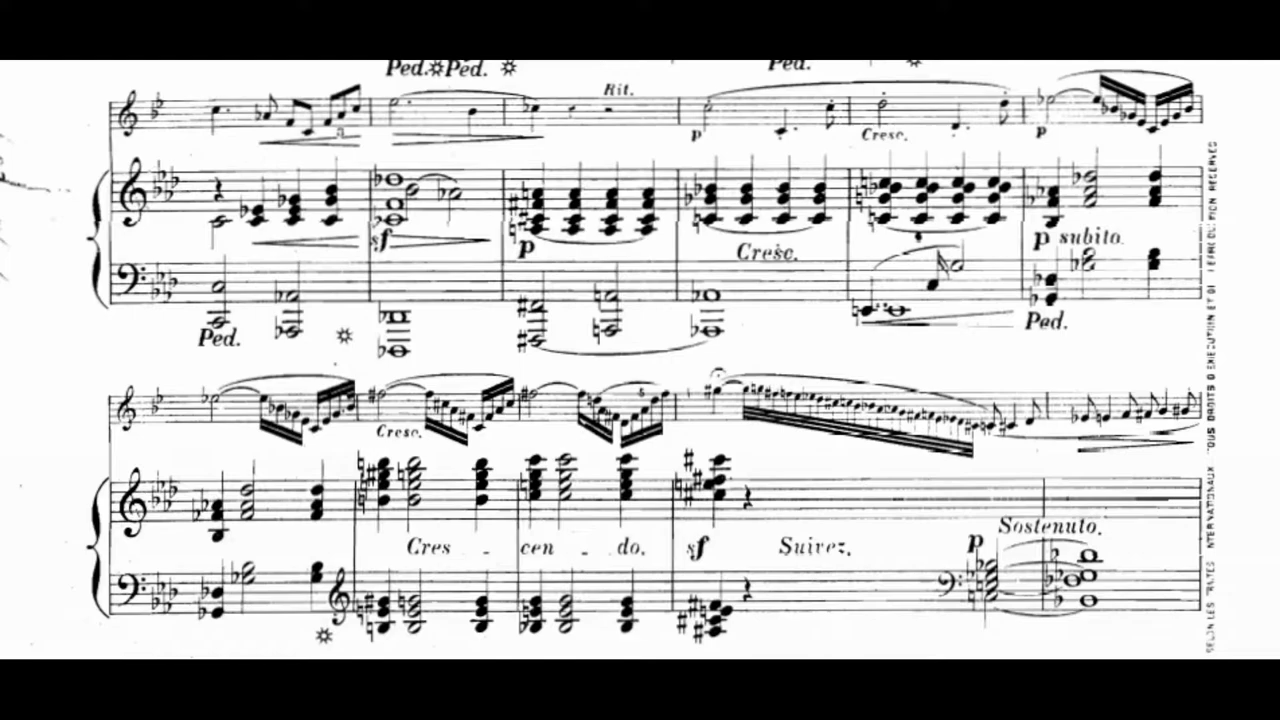 Ped. Ped. Ped.
Rit.
p Cresc. p
sf p Cresc. p subito.
Ped. Ped.
Cresc.
Cres - cen - do. sf Suivez. p Sostenuto.
TOUS DROITS D'EXECUTION ET DE REPRODUCTION RESERVES
SELON LES TRAITES INTERNATIONAUX